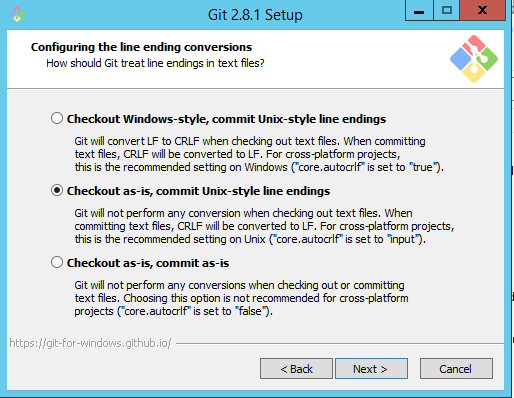 Git 2.8.1 Setup
Configuring the line ending conversions
How should Git treat line endings in text files?
Checkout Windows-style, commit Unix-style line endings
Git will convert LF to CRLF when checking out text files. When committing
text files, CRLF will be converted to LF. For cross-platform projects,
this is the recommended setting on Windows ("core.autocrlf" is set to "true").
Checkout as-is, commit Unix-style line endings
Git will not perform any conversion when checking out text files. When
committing text files, CRLF will be converted to LF. For cross-platform projects,
this is the recommended setting on Unix ("core.autocrlf" is set to "input").
Checkout as-is, commit as-is
Git will not perform any conversions when checking out or committing
text files. Choosing this option is not recommended for cross-platform
projects ("core.autocrlf" is set to "false").
https://git-for-windows.github.io/
< Back
Next >
Cancel